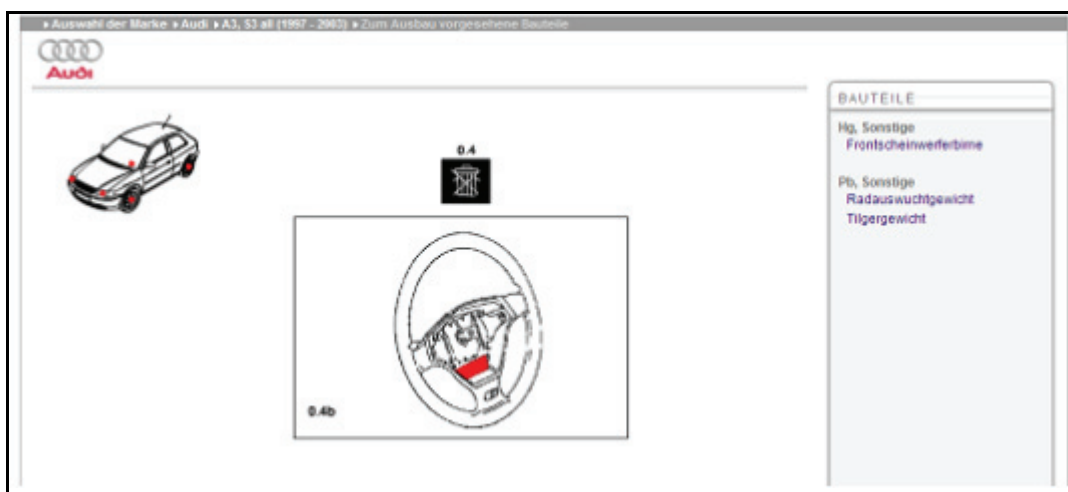 ▸ Auswahl der Marke ▸ Audi ▸ A3, S3 all (1997 - 2003) ▸ Zum Ausbau vorgesehene Bauteile
Audi
0.4
0.4b
BAUTEILE
Hg, Sonstige
Frontscheinwerferbirne
Pb, Sonstige
Radauswuchtgewicht
Tilgergewicht